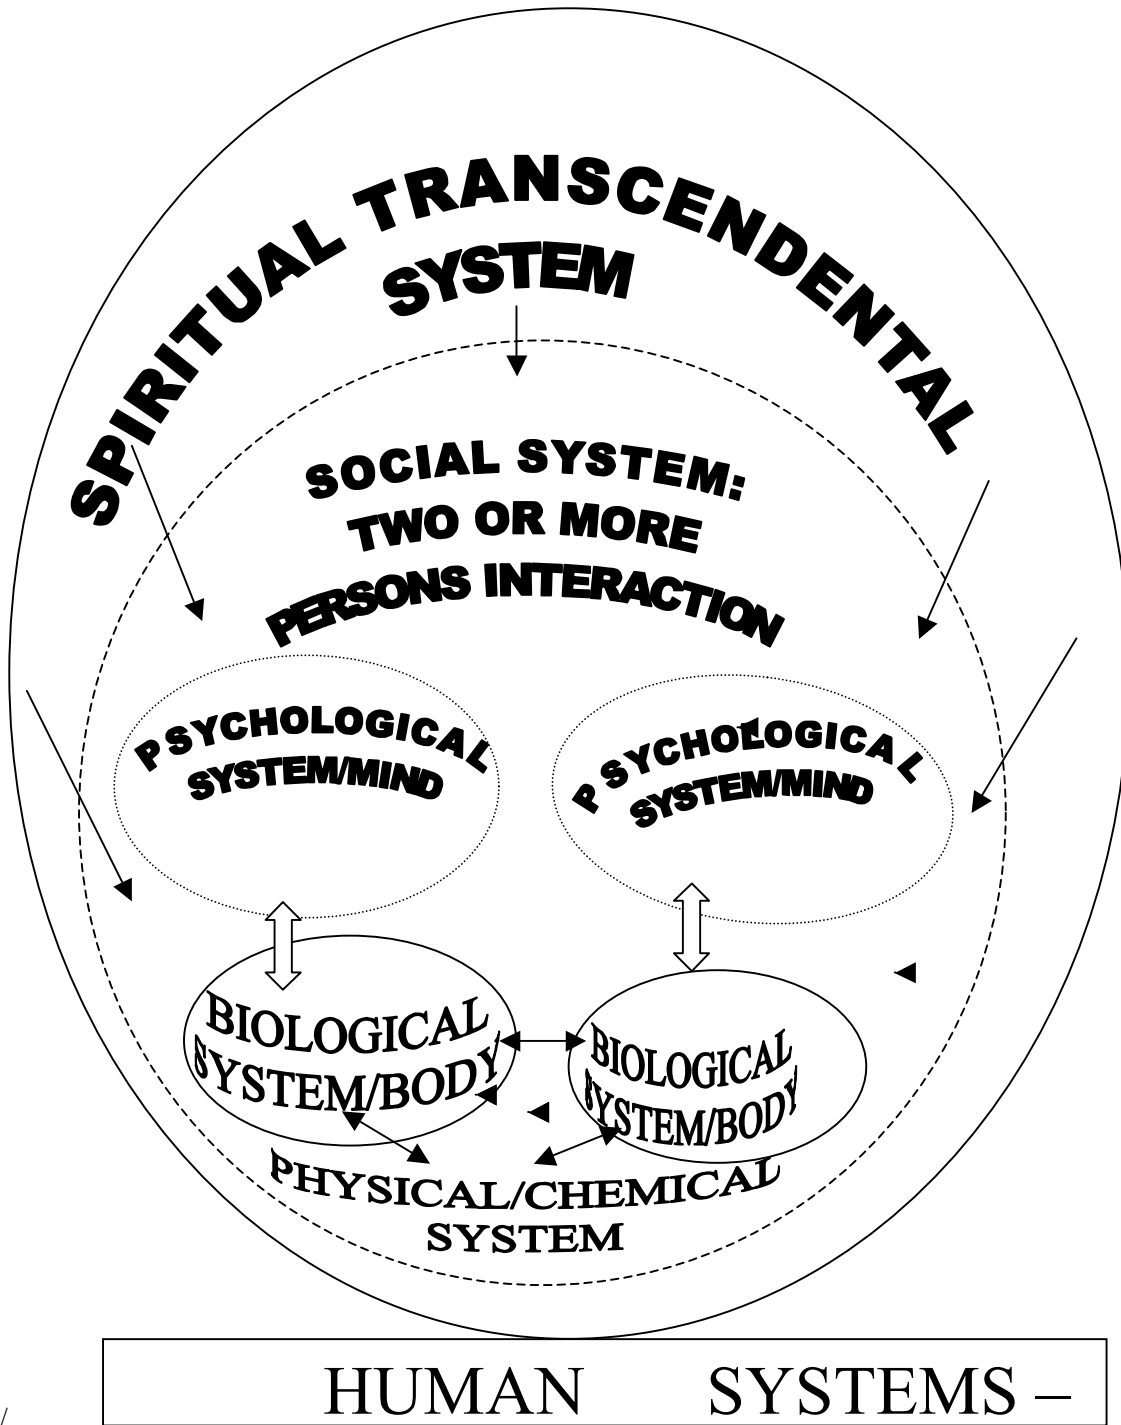 SPIRITUAL TRANSCENDENTAL
SYSTEM
SOCIAL SYSTEM:
TWO OR MORE
PERSONS INTERACTION
PSYCHOLOGICAL
SYSTEM/MIND
PSYCHOLOGICAL
SYSTEM/MIND
BIOLOGICAL
SYSTEM/BODY
BIOLOGICAL
SYSTEM/BODY
PHYSICAL/CHEMICAL
SYSTEM
HUMAN SYSTEMS –
/